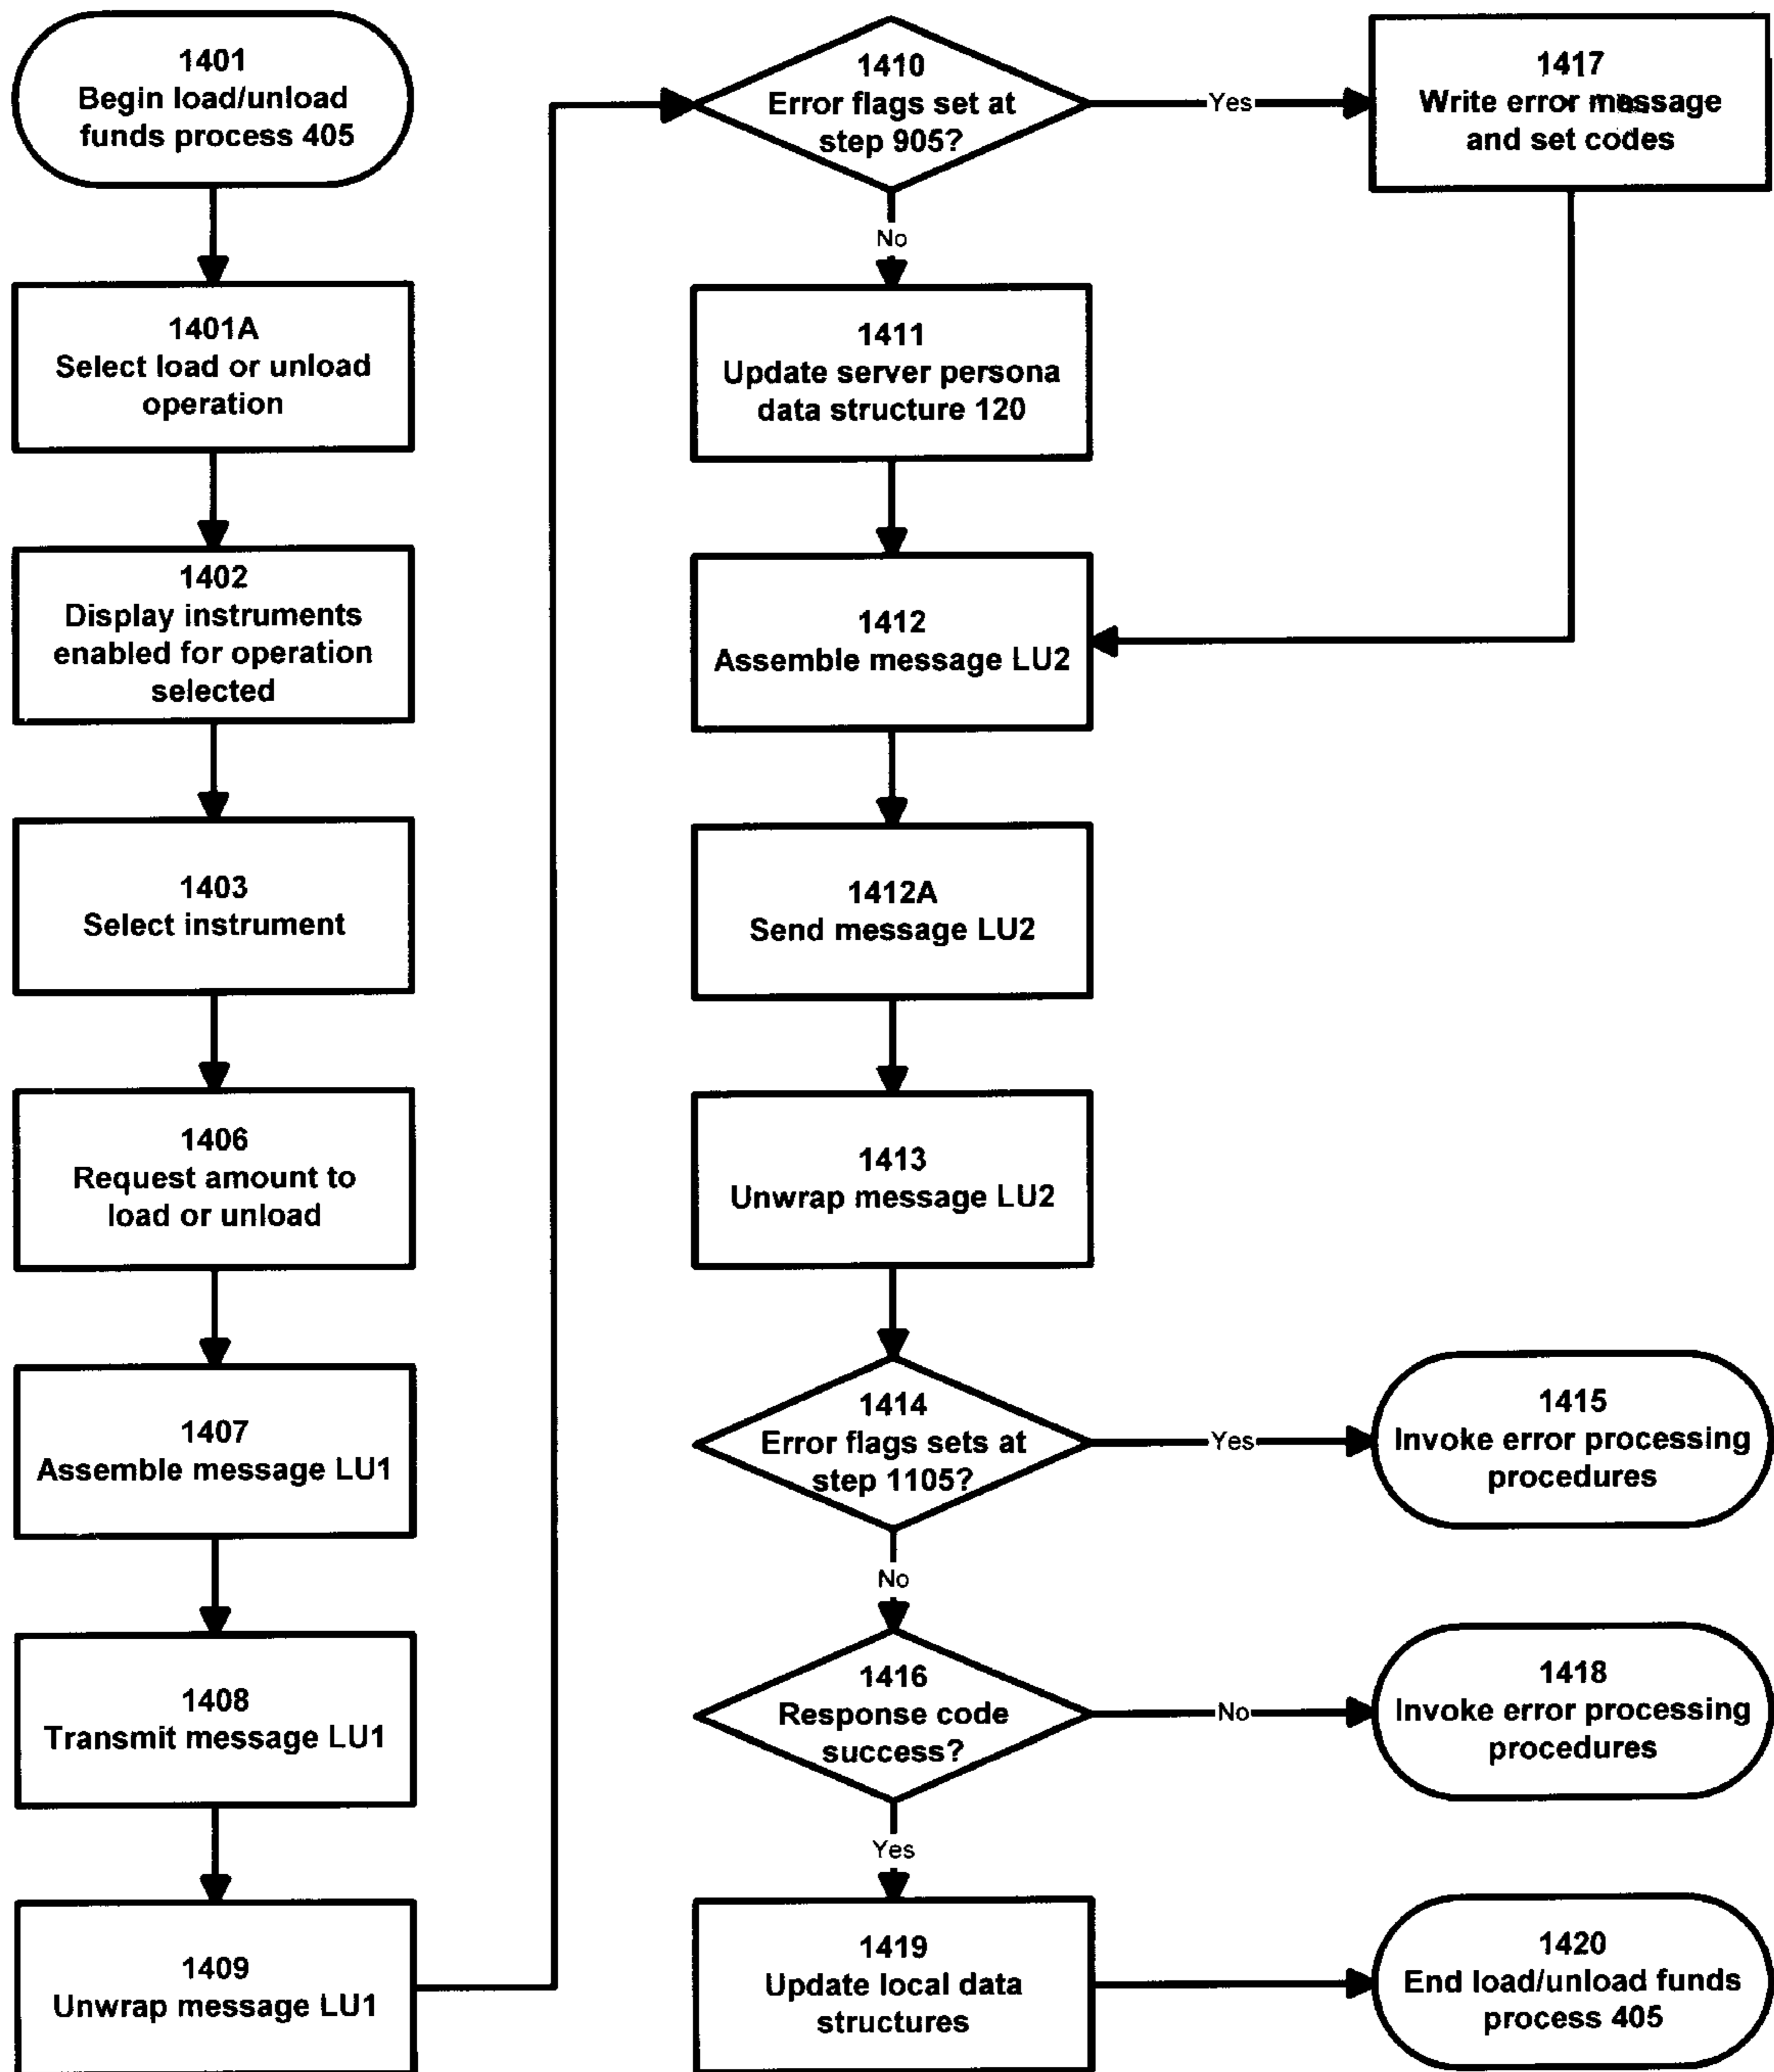 1401
Begin load/unload
funds process 405
1401A
Select load or unload
operation
1402
Display instruments
enabled for operation
selected
1403
Select instrument
1406
Request amount to
load or unload
1407
Assemble message LU1
1408
Transmit message LU1
1409
Unwrap message LU1
1410
Error flags set at
step 905?
Yes
No
1417
Write error message
and set codes
1411
Update server persona
data structure 120
1412
Assemble message LU2
1412A
Send message LU2
1413
Unwrap message LU2
1414
Error flags sets at
step 1105?
Yes
No
1415
Invoke error processing
procedures
1416
Response code
success?
No
Yes
1418
Invoke error processing
procedures
1419
Update local data
structures
1420
End load/unload funds
process 405